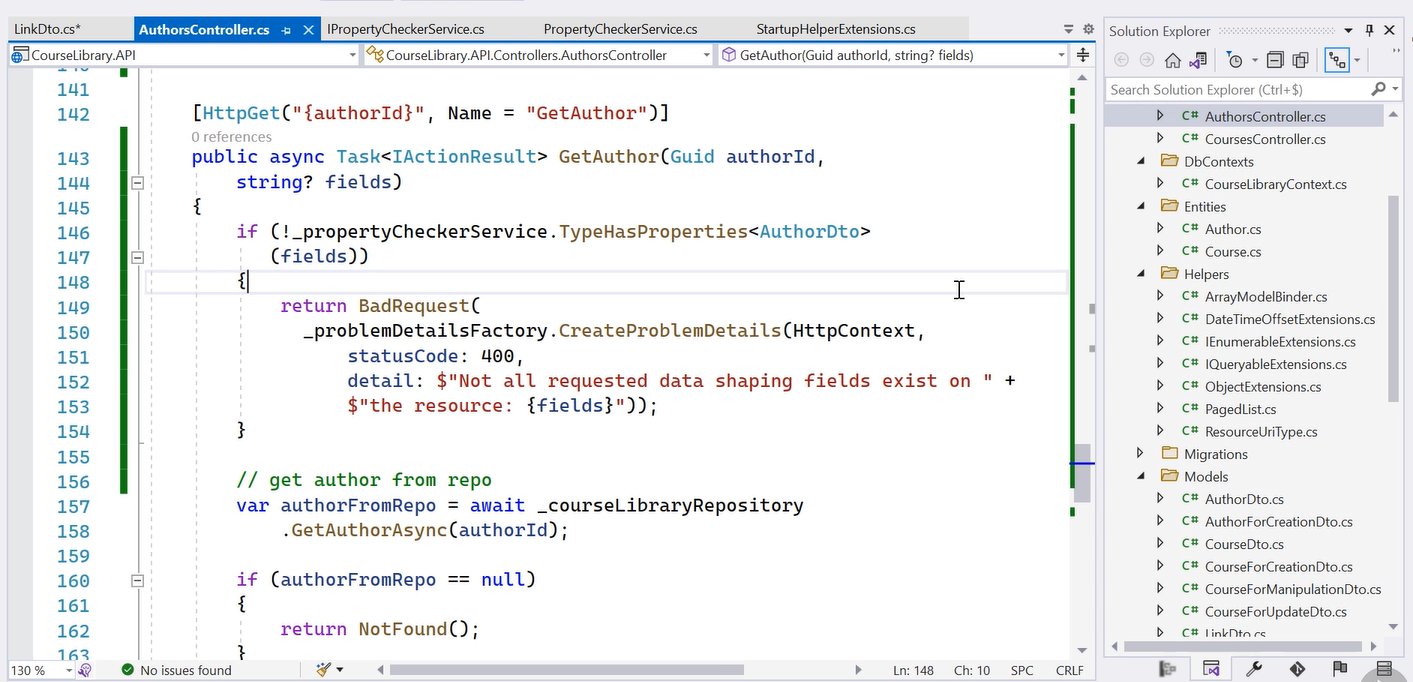 LinkDto.cs*
AuthorsController.cs
IPropertyCheckerService.cs
PropertyCheckerService.cs
StartupHelperExtensions.cs
CourseLibrary.API
CourseLibrary.API.Controllers.AuthorsController
GetAuthor(Guid authorId, string? fields)
141
142 [HttpGet("{authorId}", Name = "GetAuthor")]
0 references
143 public async Task<IActionResult> GetAuthor(Guid authorId,
144 string? fields)
145 {
146 if (!_propertyCheckerService.TypeHasProperties<AuthorDto>
147 (fields))
148 {
149 return BadRequest(
150 _problemDetailsFactory.CreateProblemDetails(HttpContext,
151 statusCode: 400,
152 detail: $"Not all requested data shaping fields exist on " +
153 $"the resource: {fields}"));
154 }
155
156 // get author from repo
157 var authorFromRepo = await _courseLibraryRepository
158 .GetAuthorAsync(authorId);
159
160 if (authorFromRepo == null)
161 {
162 return NotFound();
163 }
130 %
No issues found
Ln: 148
Ch: 10
SPC
CRLF
Solution Explorer
Search Solution Explorer (Ctrl+$)
C# AuthorsController.cs
C# CoursesController.cs
DbContexts
C# CourseLibraryContext.cs
Entities
C# Author.cs
C# Course.cs
Helpers
C# ArrayModelBinder.cs
C# DateTimeOffsetExtensions.cs
C# IEnumerableExtensions.cs
C# IQueryableExtensions.cs
C# ObjectExtensions.cs
C# PagedList.cs
C# ResourceUriType.cs
Migrations
Models
C# AuthorDto.cs
C# AuthorForCreationDto.cs
C# CourseDto.cs
C# CourseForCreationDto.cs
C# CourseForManipulationDto.cs
C# CourseForUpdateDto.cs
C# LinkDto.cs